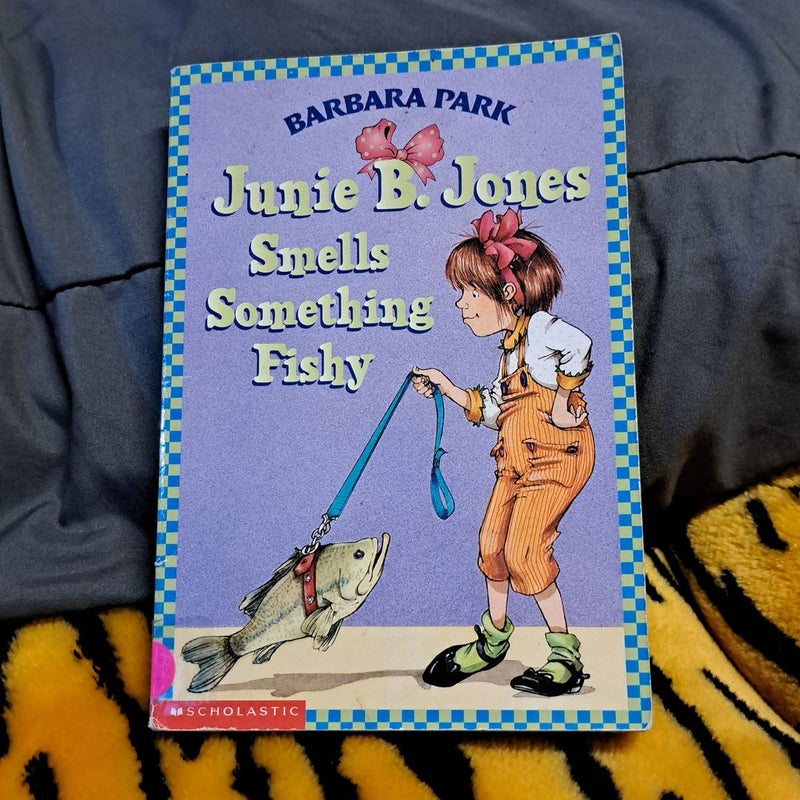 BARBARA PARK
Junie B. Jones
Smells
Something
Fishy
SCHOLASTIC